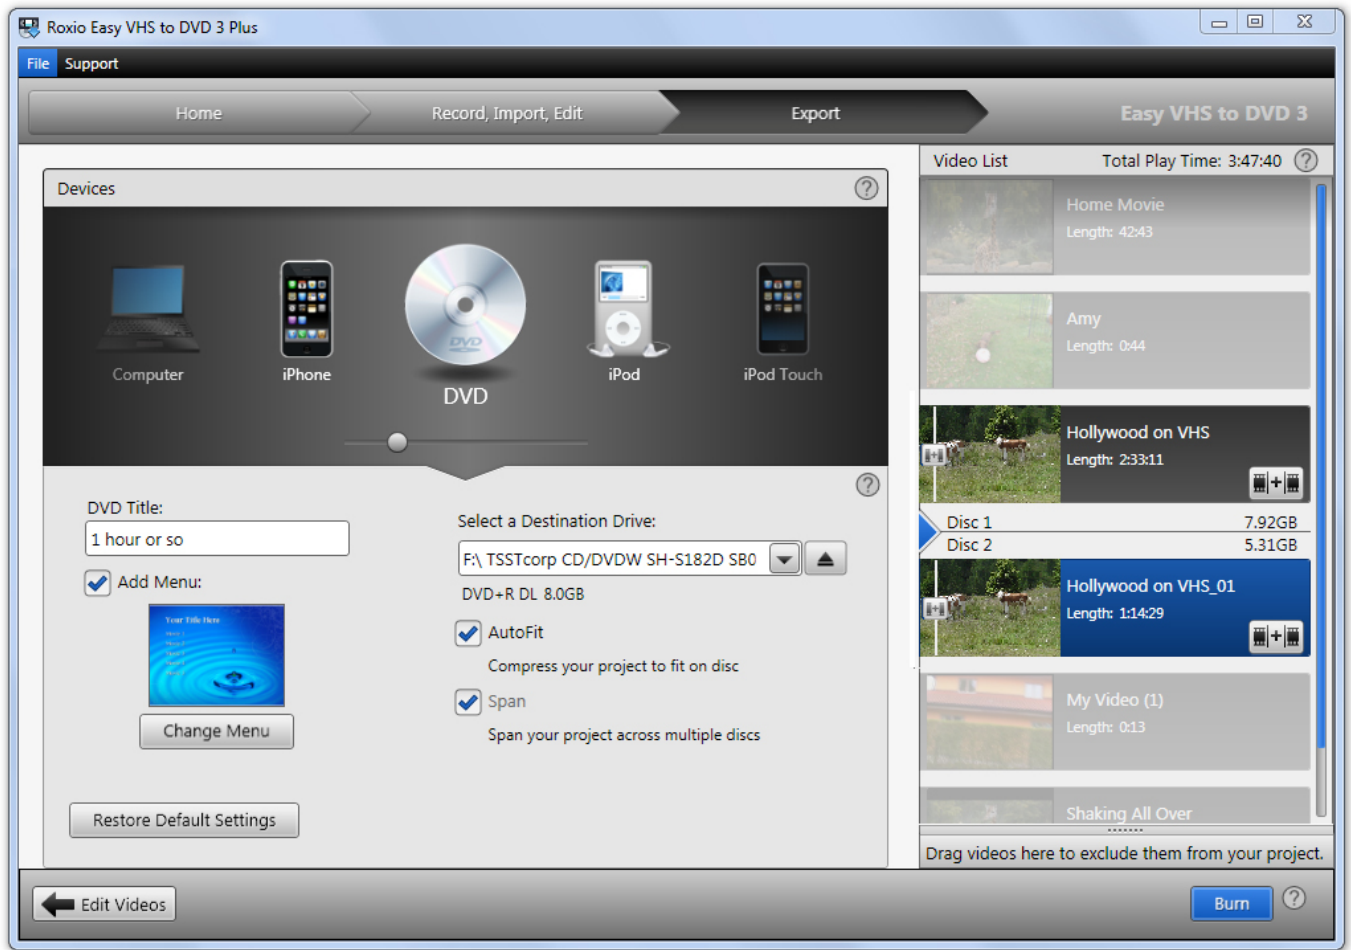 Roxio Easy VHS to DVD 3 Plus
File Support
Home
Record, Import, Edit
Export
Easy VHS to DVD 3
Devices
Computer
iPhone
DVD
DVD
iPod
iPod Touch
DVD Title:
1 hour or so
Add Menu:
Your Title Here
Change Menu
Restore Default Settings
Select a Destination Drive:
F:\ TSSTcorp CD/DVDW SH-S182D SB0
DVD+R DL 8.0GB
AutoFit
Compress your project to fit on disc
Span
Span your project across multiple discs
Video List Total Play Time: 3:47:40
Home Movie
Length: 42:43
Amy
Length: 0:44
Hollywood on VHS
Length: 2:33:11
Disc 1 7.92GB
Disc 2 5.31GB
Hollywood on VHS_01
Length: 1:14:29
My Video (1)
Length: 0:13
Shaking All Over
Drag videos here to exclude them from your project.
Edit Videos
Burn